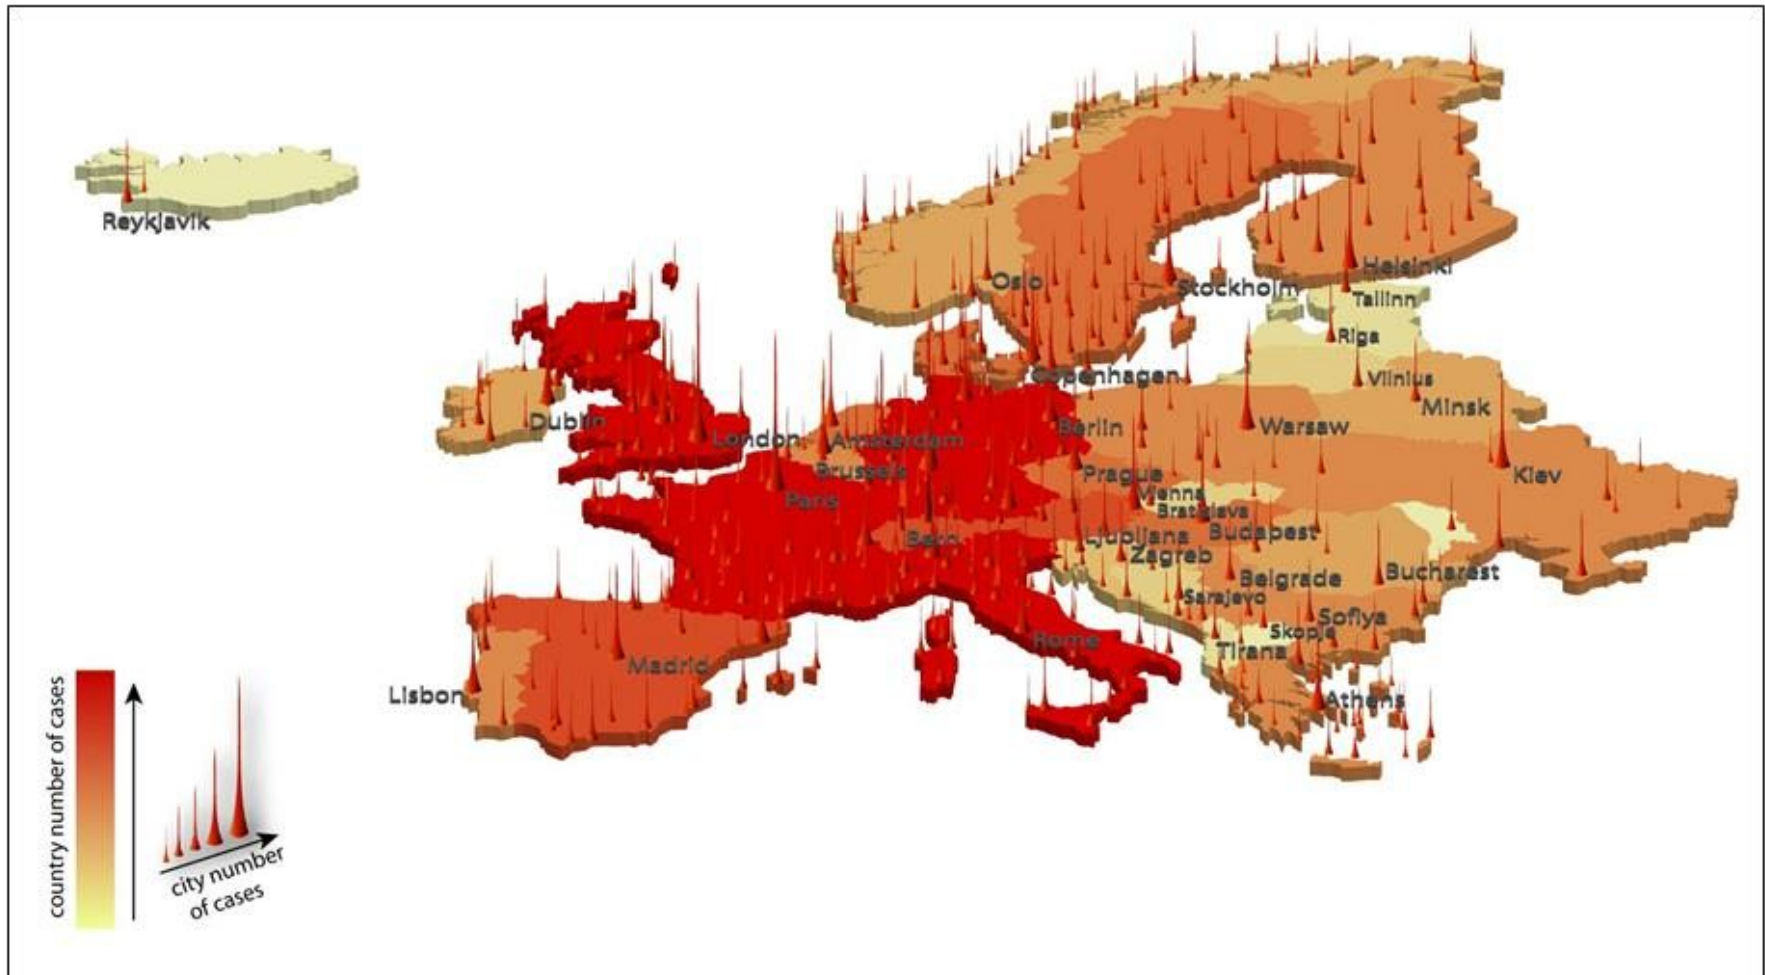 Reykjavik
Oslo
Helsinki
Stockholm
Tallinn
Riga
Copenhagen
Vilnius
Minsk
Dublin
London
Amsterdam
Berlin
Warsaw
Brussels
Prague
Kiev
Paris
Vienna
Bratislava
Bern
Ljubljana
Budapest
Zagreb
Belgrade
Bucharest
Sarajevo
Sofiya
Skopje
Rome
Tirana
Madrid
Lisbon
Athens
country number of cases
city number
of cases